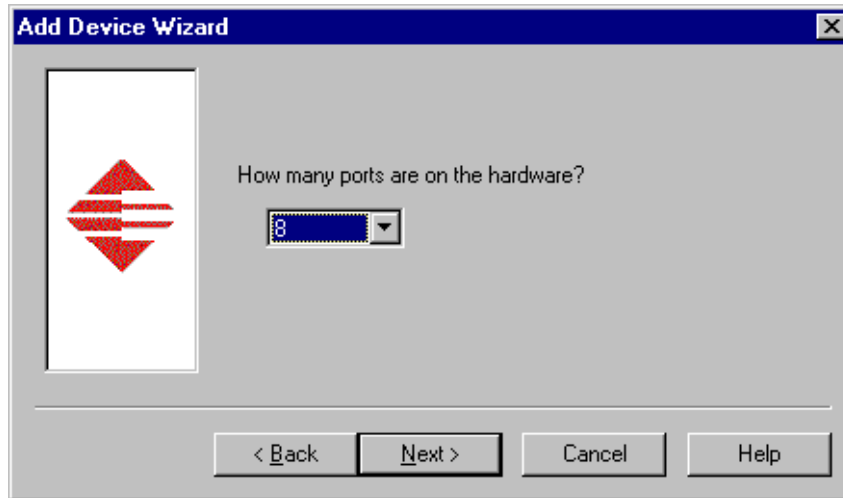 Add Device Wizard
How many ports are on the hardware?
8
< Back Next > Cancel Help